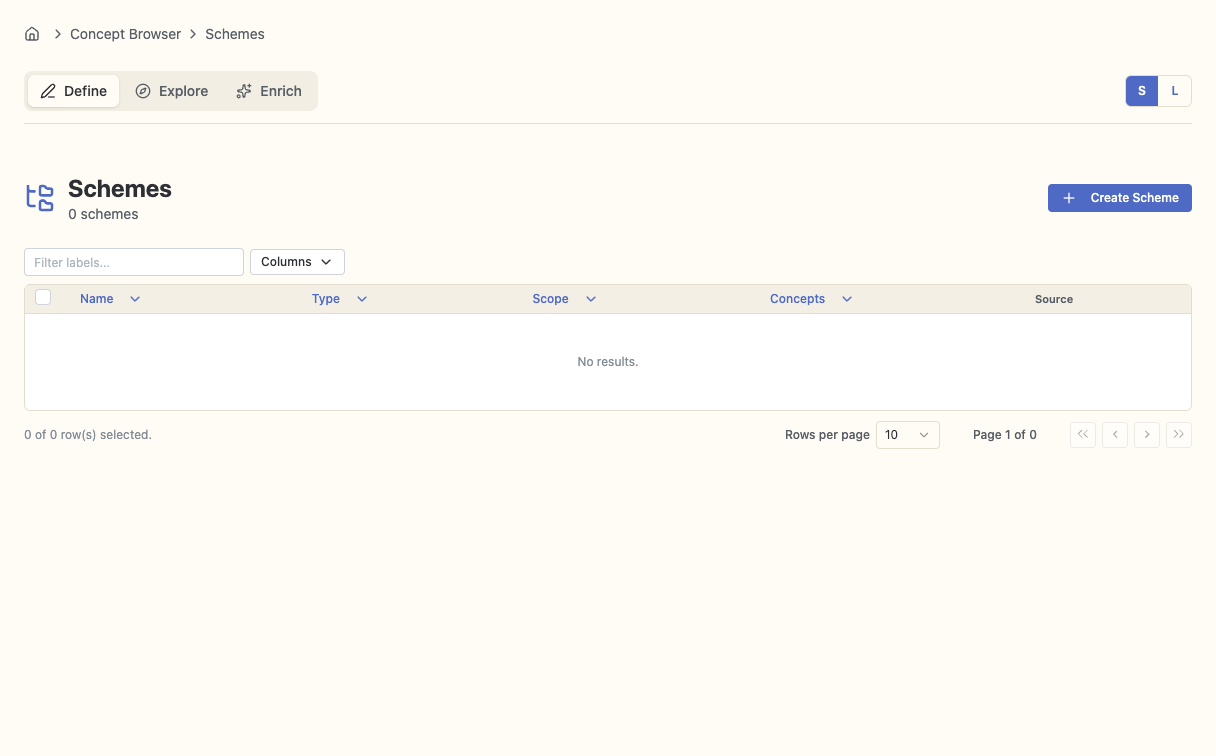 Concept Browser
Schemes
Define
Explore
Enrich
S
L
Schemes
0 schemes
Create Scheme
Filter labels...
Columns
Name
Type
Scope
Concepts
Source
No results.
0 of 0 row(s) selected.
Rows per page
10
Page 1 of 0